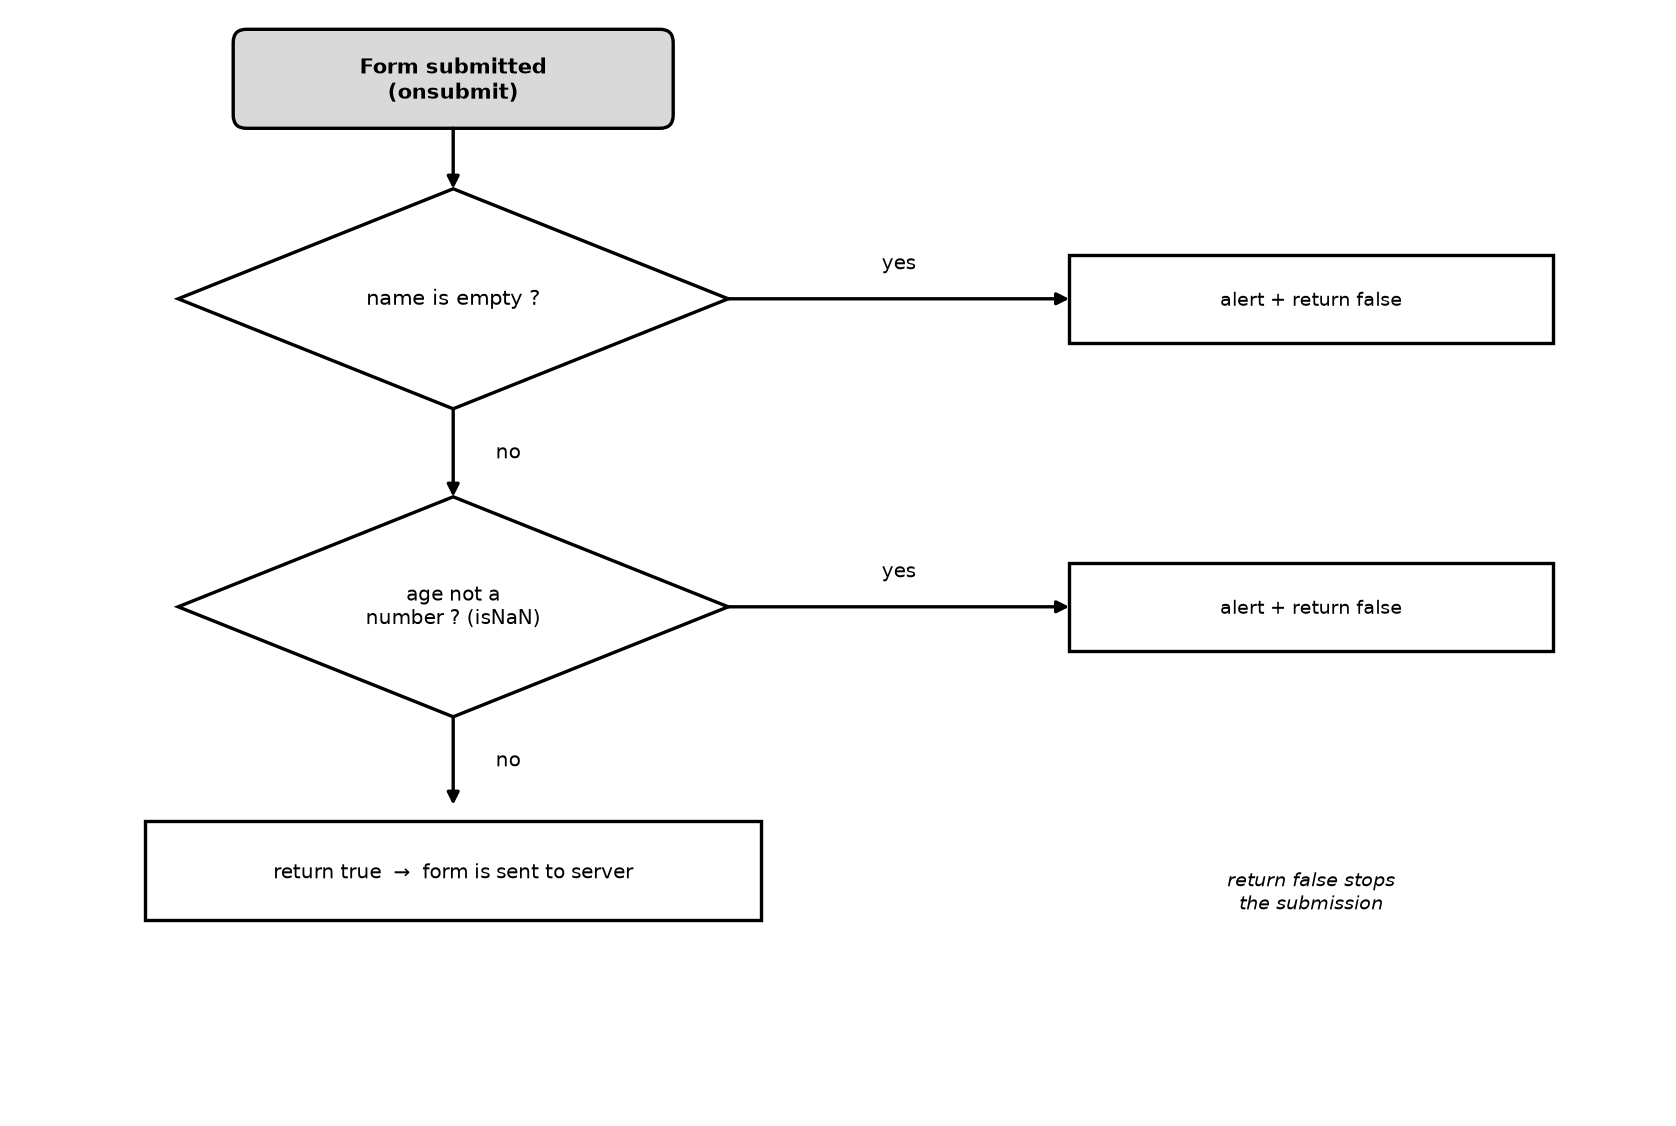 Form submitted
(onsubmit)
name is empty ?
yes
alert + return false
no
age not a
number ? (isNaN)
yes
alert + return false
no
return true → form is sent to server
return false stops
the submission